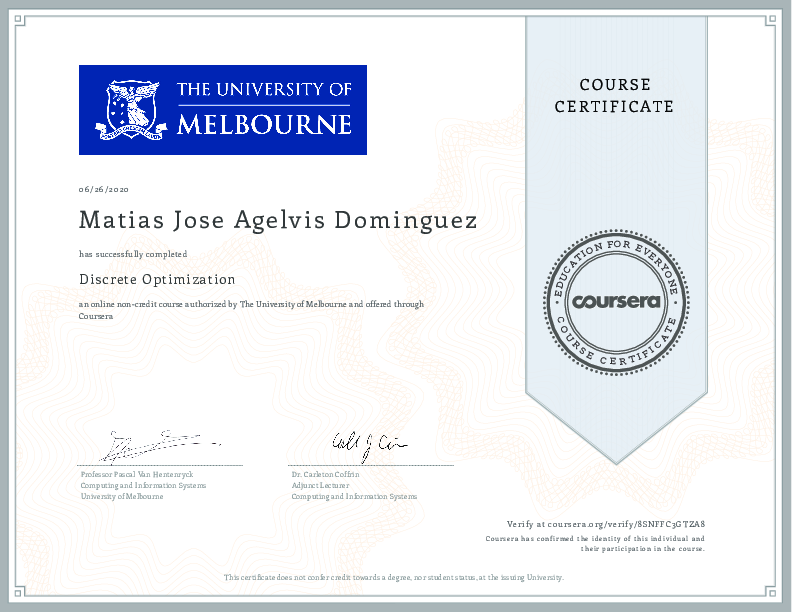 THE UNIVERSITY OF
MELBOURNE
COURSE
CERTIFICATE
06/26/2020
Matias Jose Agelvis Dominguez
has successfully completed
Discrete Optimization
an online non-credit course authorized by The University of Melbourne and offered through
Coursera
EDUCATION FOR EVERYONE
coursera
COURSE CERTIFICATE
Professor Pascal Van Hentenryck
Computing and Information Systems
University of Melbourne
Dr. Carleton Coffrin
Adjunct Lecturer
Computing and Information Systems
Verify at coursera.org/verify/8SNFFC3GTZA8
Coursera has confirmed the identity of this individual and
their participation in the course.
This certificate does not confer credit towards a degree, nor student status, at the issuing University.